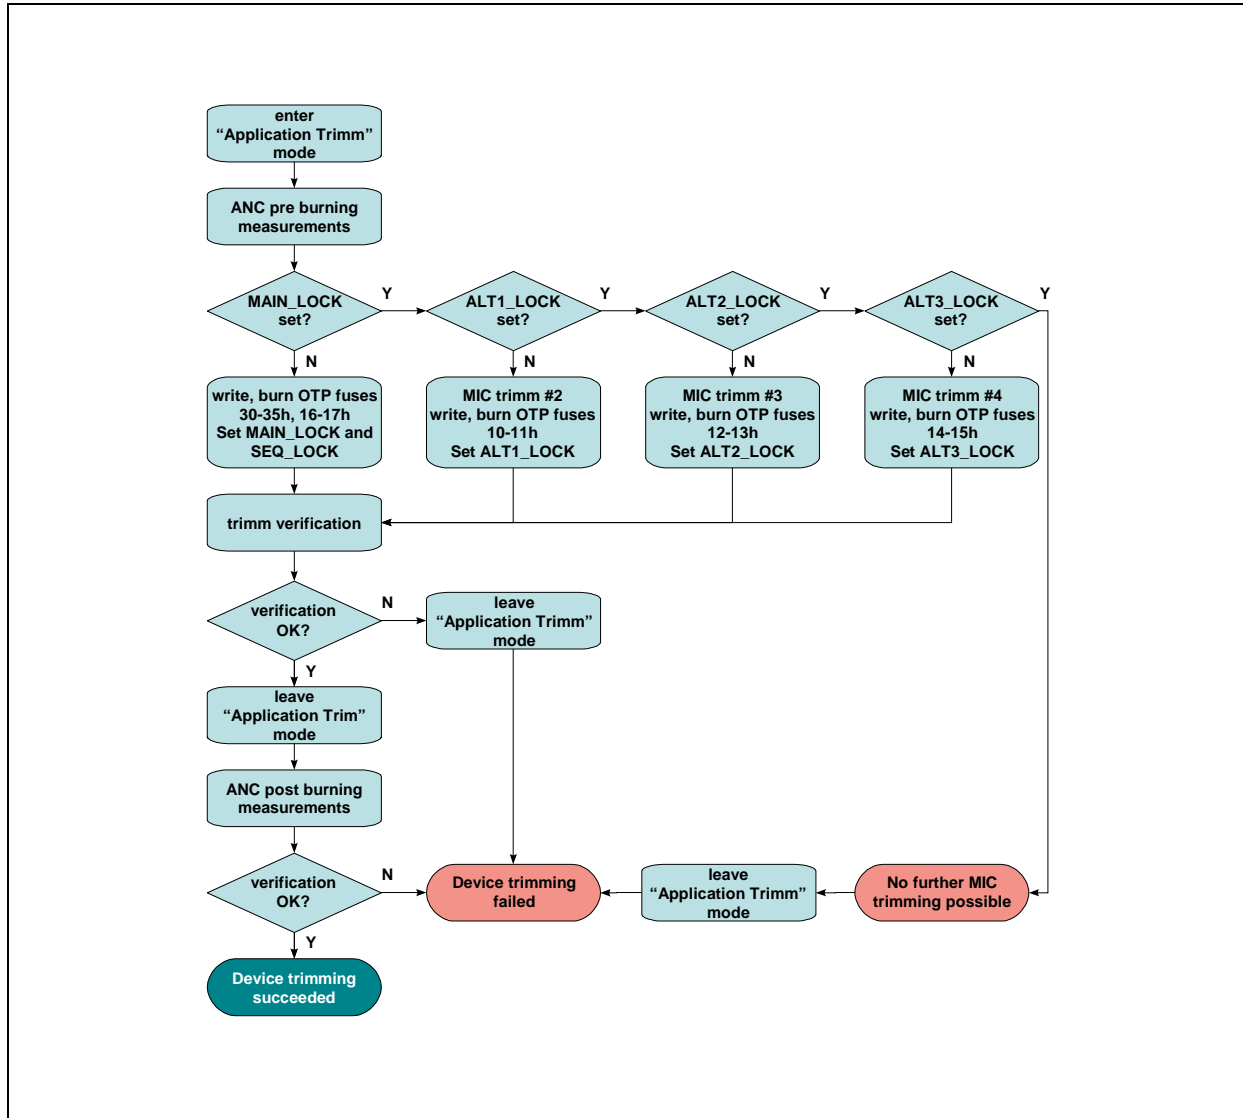 enter
“Application Trimm”
mode
ANC pre burning
measurements
MAIN_LOCK
set?
Y
N
ALT1_LOCK
set?
Y
N
ALT2_LOCK
set?
Y
N
ALT3_LOCK
set?
Y
N
write, burn OTP fuses
30-35h, 16-17h
Set MAIN_LOCK and
SEQ_LOCK
MIC trimm #2
write, burn OTP fuses
10-11h
Set ALT1_LOCK
MIC trimm #3
write, burn OTP fuses
12-13h
Set ALT2_LOCK
MIC trimm #4
write, burn OTP fuses
14-15h
Set ALT3_LOCK
trimm verification
verification
OK?
N
Y
leave
“Application Trimm”
mode
leave
“Application Trim”
mode
ANC post burning
measurements
verification
OK?
N
Y
Device trimming
failed
leave
“Application Trimm”
mode
No further MIC
trimming possible
Device trimming
succeeded